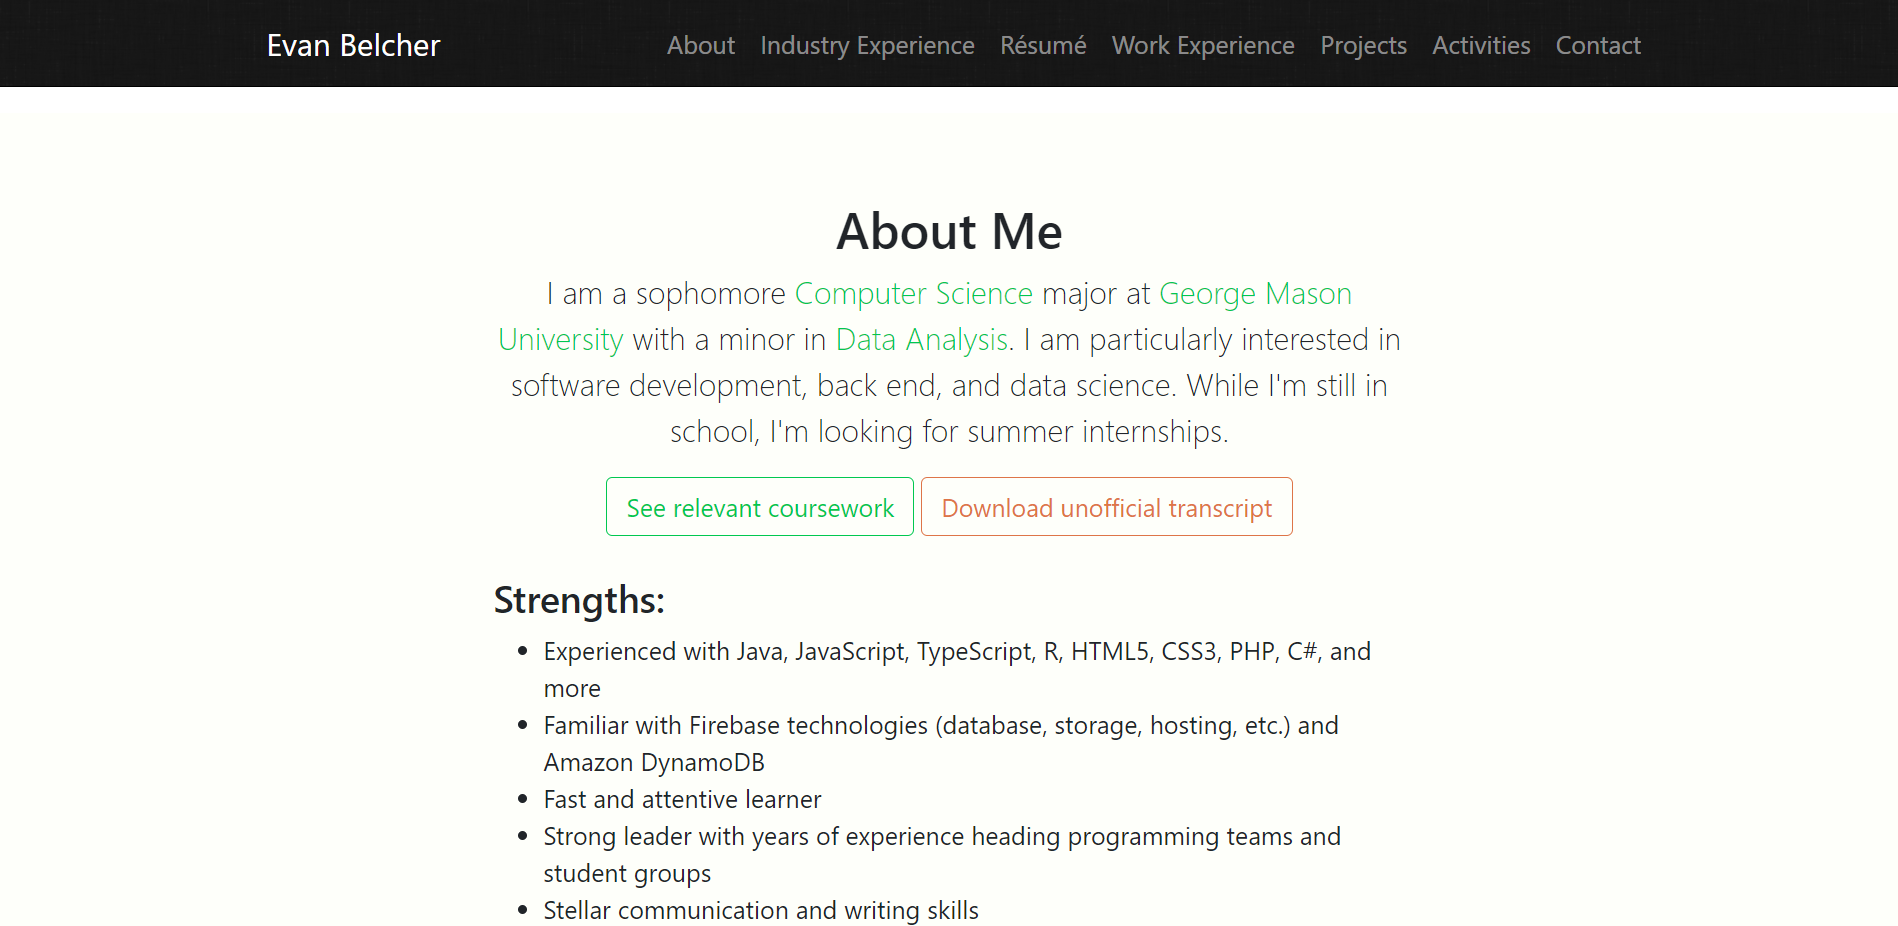 Evan Belcher
About Industry Experience Résumé Work Experience Projects Activities Contact
About Me
I am a sophomore Computer Science major at George Mason
University with a minor in Data Analysis. I am particularly interested in
software development, back end, and data science. While I'm still in
school, I'm looking for summer internships.
See relevant coursework
Download unofficial transcript
Strengths:
• Experienced with Java, JavaScript, TypeScript, R, HTML5, CSS3, PHP, C#, and
more
• Familiar with Firebase technologies (database, storage, hosting, etc.) and
Amazon DynamoDB
• Fast and attentive learner
• Strong leader with years of experience heading programming teams and
student groups
• Stellar communication and writing skills